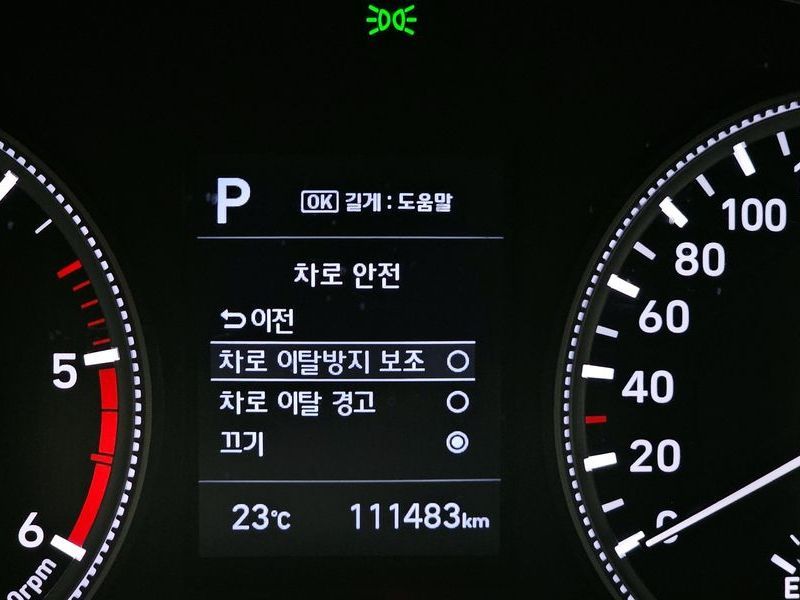 P
OK 길게 : 도움말
차로 안전
이전
차로 이탈방지 보조
차로 이탈 경고
끄기
23℃ 111483km
5
6
100
80
60
40
20
0
E